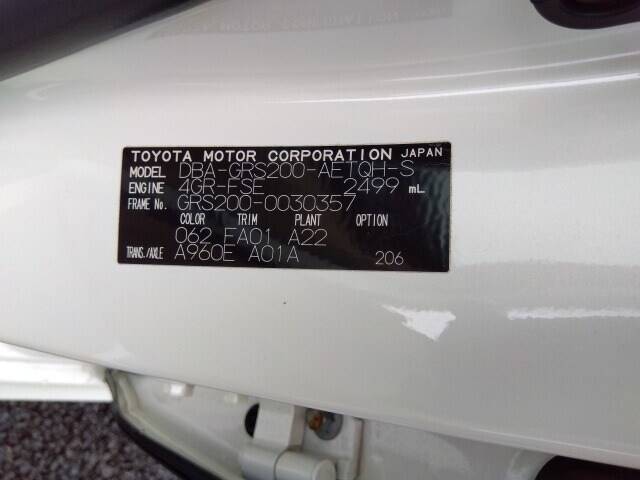 TOYOTA MOTOR CORPORATION JAPAN
MODEL DBA-GRS200-AETQH-S
ENGINE 4GR-FSE 2499 mL
FRAME No. GRS200-0030357
COLOR TRIM PLANT OPTION
062 FA01 A22
TRANS./AXLE A960E A01A 206